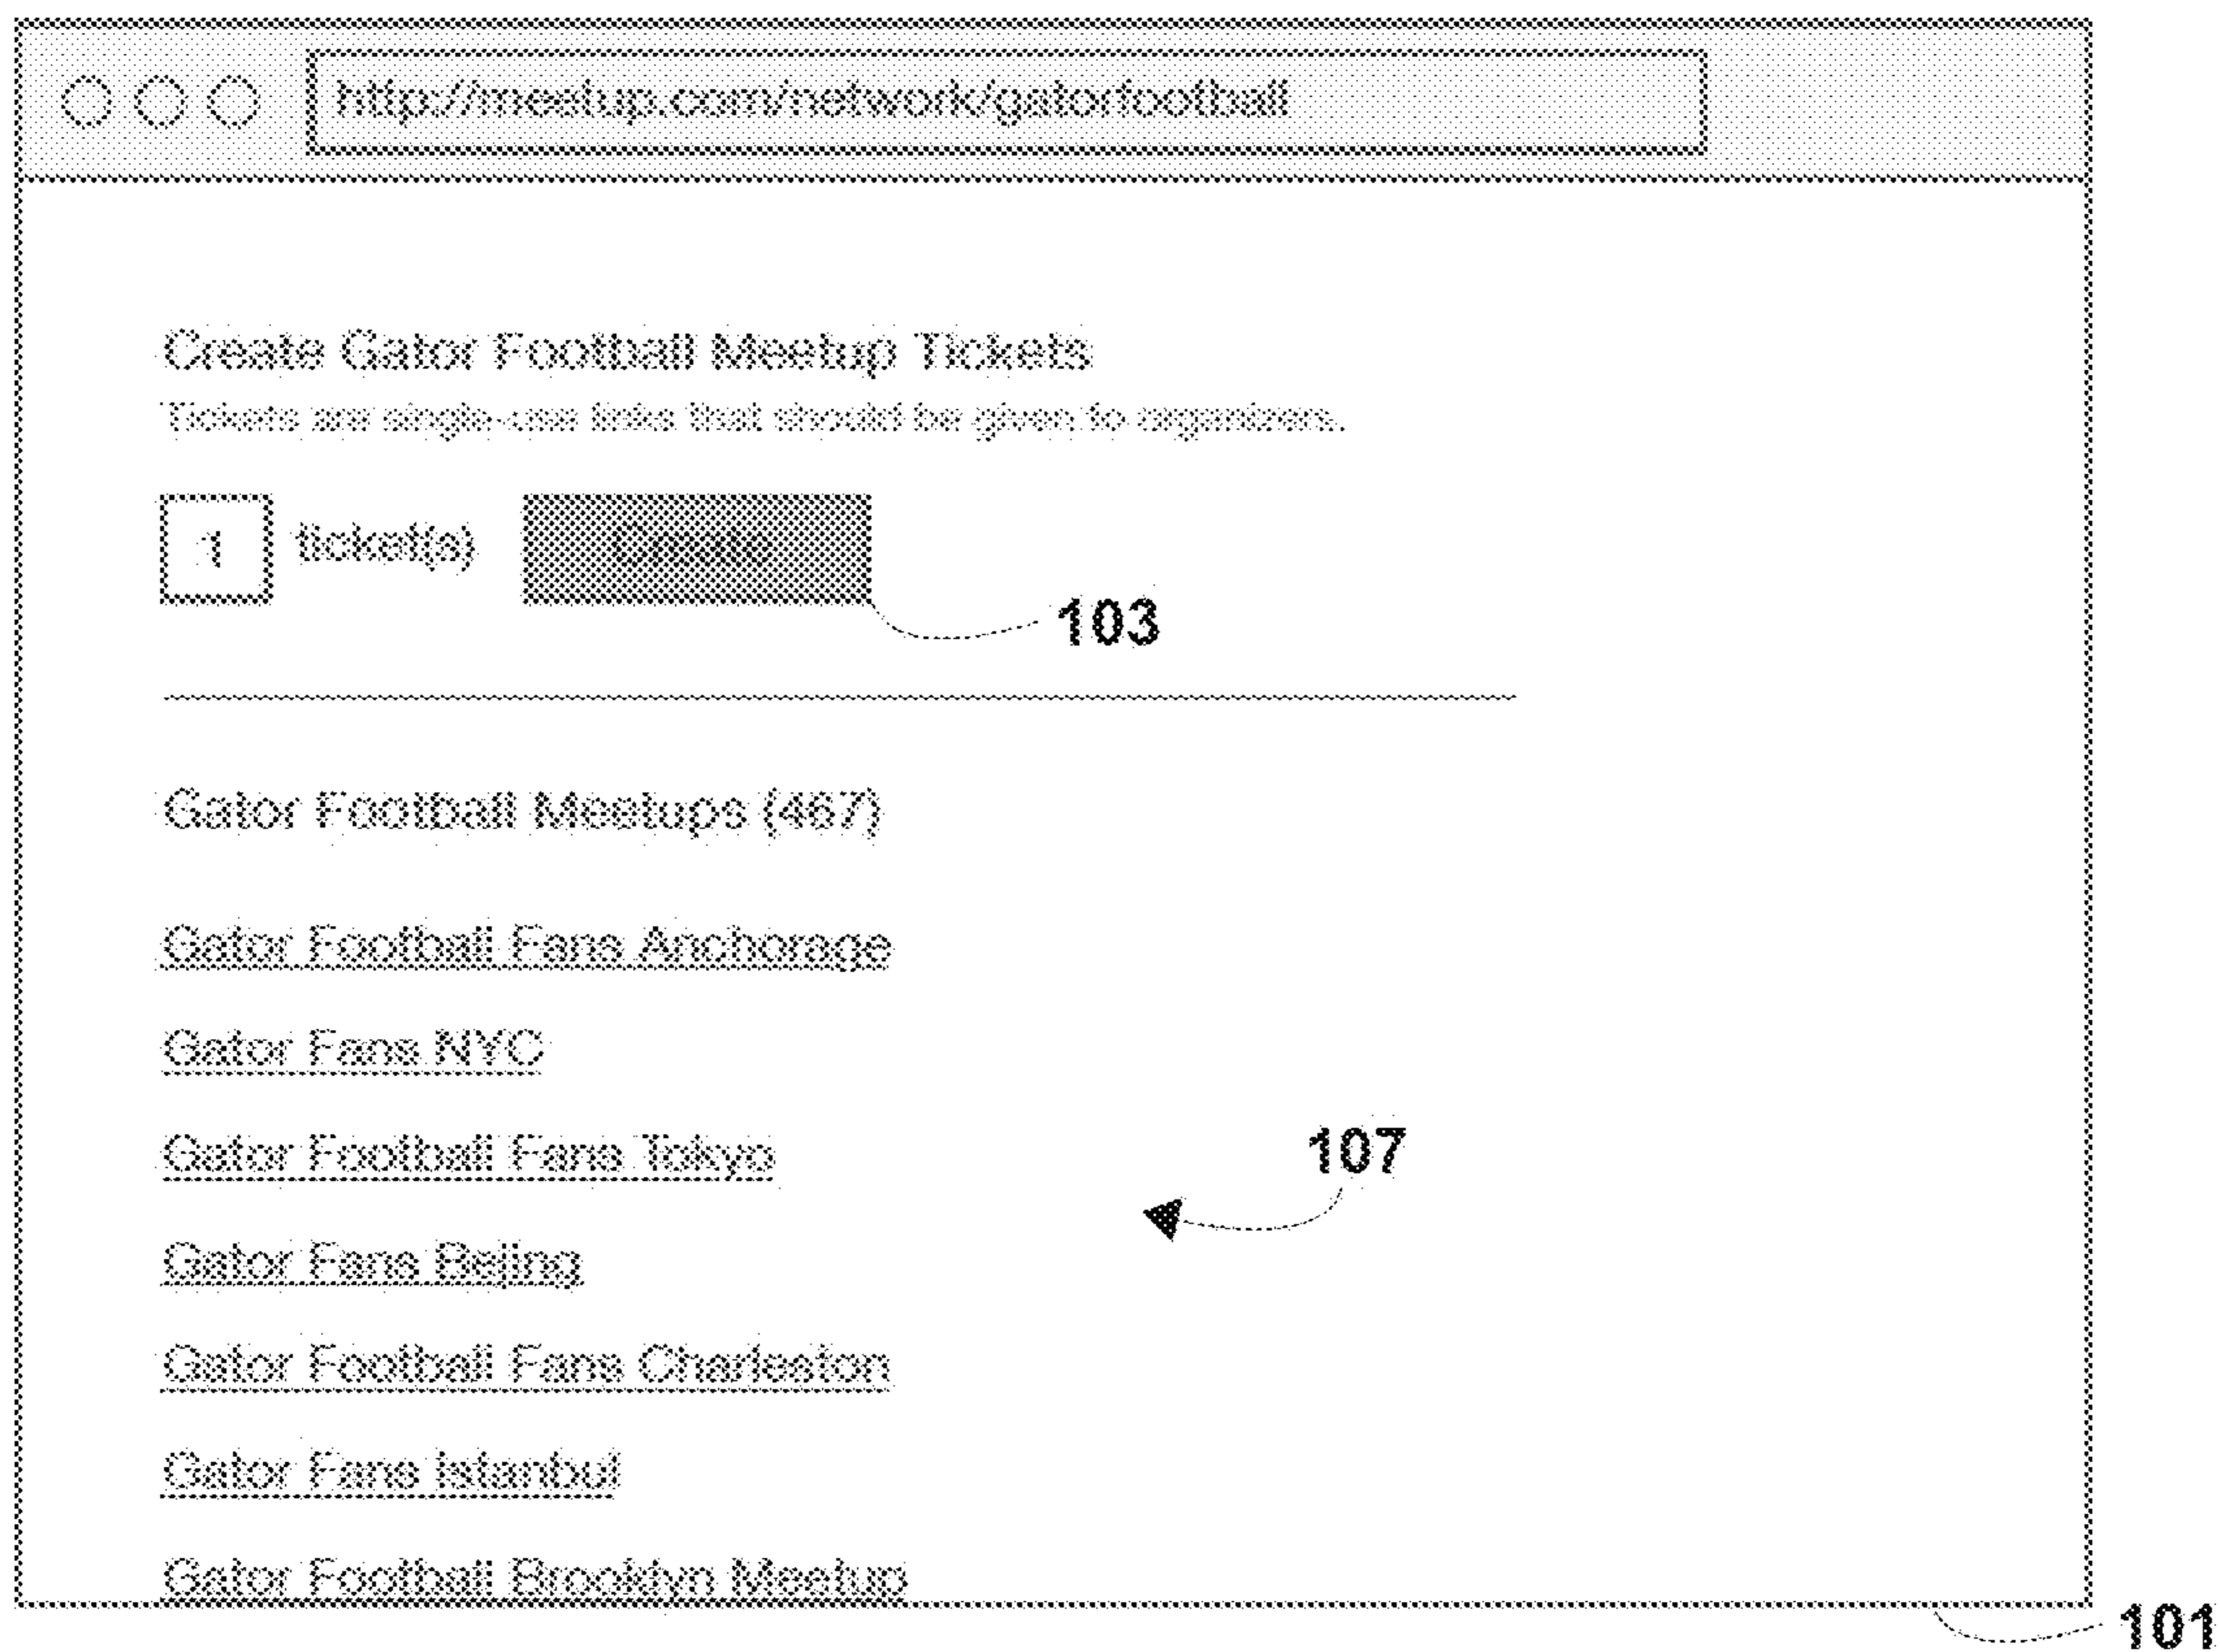 http://meetup.com/network/gatorfootball
Create Gator Football Meetup Tickets
Tickets are single-use links that should be given to organizers.
1 ticket(s) Create
103
Gator Football Meetups (467)
Gator Football Fans Anchorage
Gator Fans NYC
Gator Football Fans Tokyo
107
Gator Fans Bejing
Gator Football Fans Charleston
Gator Fans Istanbul
Gator Football Brooklyn Meetup
101